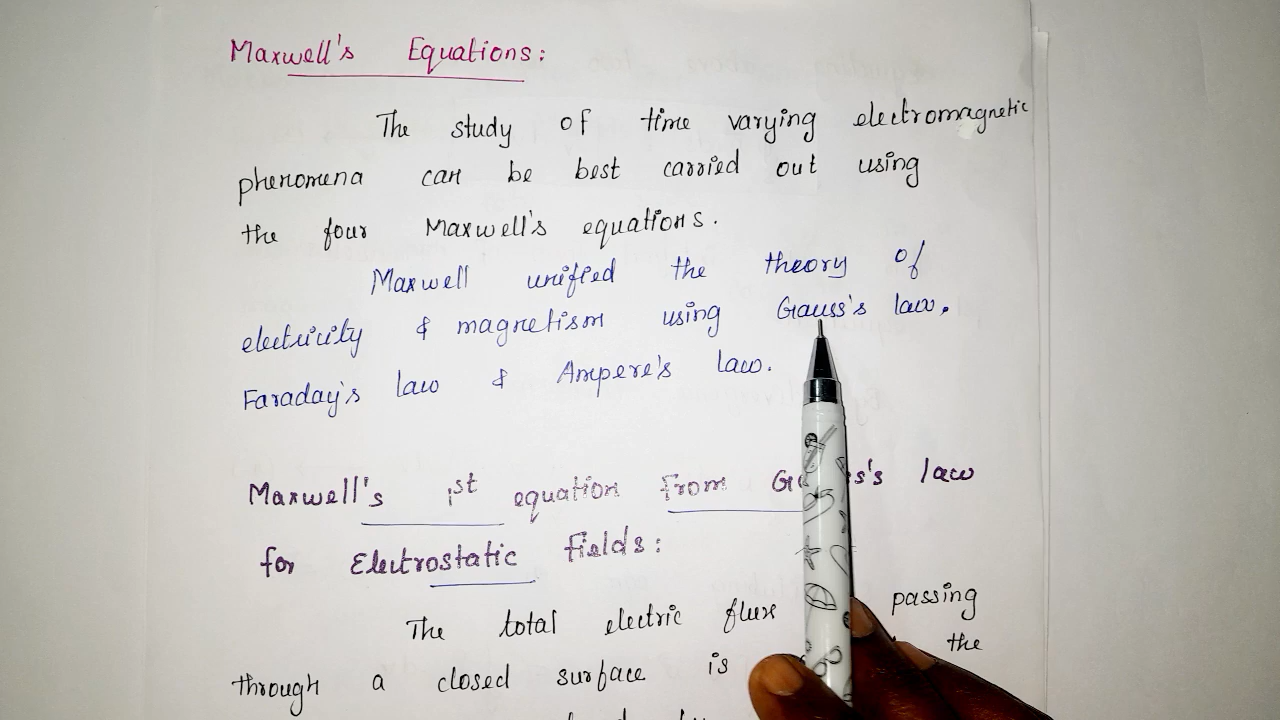 Maxwell's Equations:
The study of time varying electromagnetic
phenomena can be best carried out using
the four Maxwell's equations.
Maxwell unified the theory of
electricity & magnetism using Gauss's law.
Faraday's law & Ampere's law.
Maxwell's 1st equation from law
for Electrostatic fields:
The total electric flux passing
through a closed surface is the